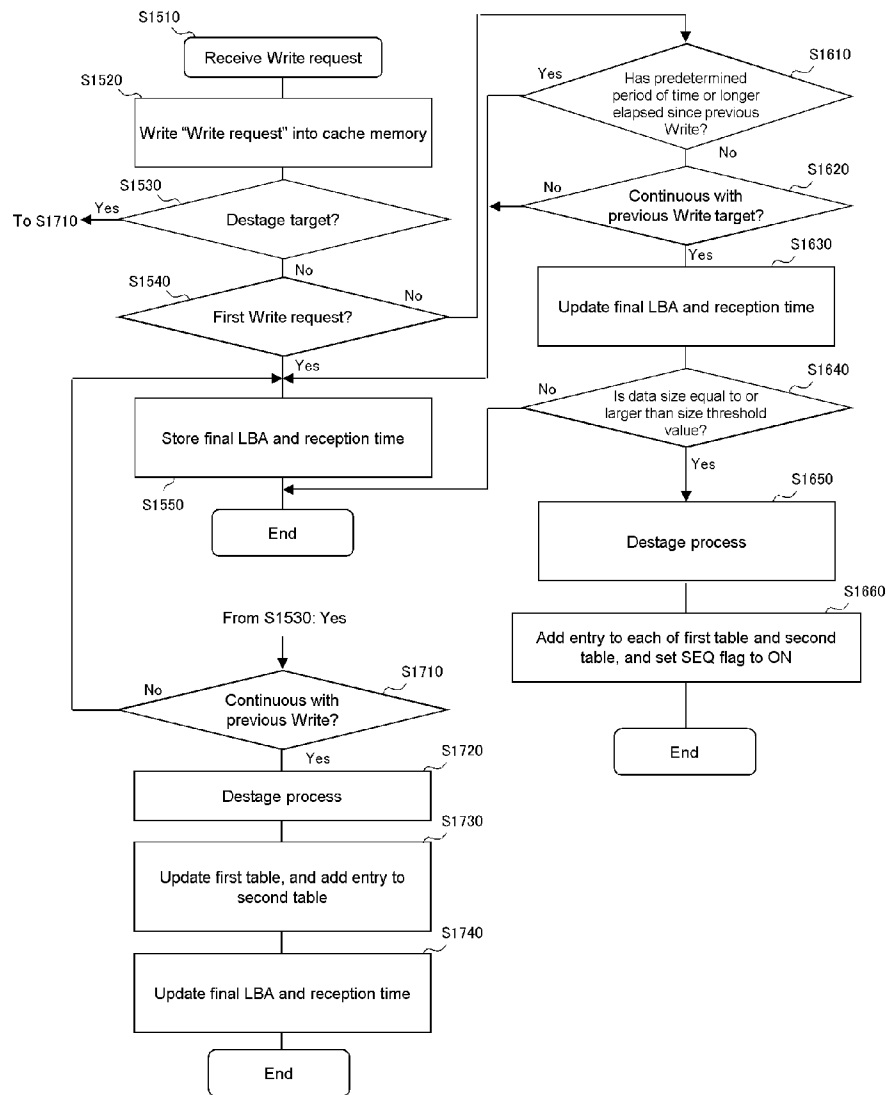 S1510
Receive Write request
S1520
Write "Write request" into cache memory
S1530
Yes
To S1710
Destage target?
No
S1540
No
First Write request?
Yes
Store final LBA and reception time
S1550
End
S1610
Yes
Has predetermined
period of time or longer
elapsed since previous
Write?
No
S1620
No
Continuous with
previous Write target?
Yes
S1630
Update final LBA and reception time
S1640
No
Is data size equal to or
larger than size threshold
value?
Yes
S1650
Destage process
S1660
Add entry to each of first table and second
table, and set SEQ flag to ON
End
From S1530: Yes
S1710
No
Continuous with
previous Write?
Yes
S1720
Destage process
S1730
Update first table, and add entry to
second table
S1740
Update final LBA and reception time
End